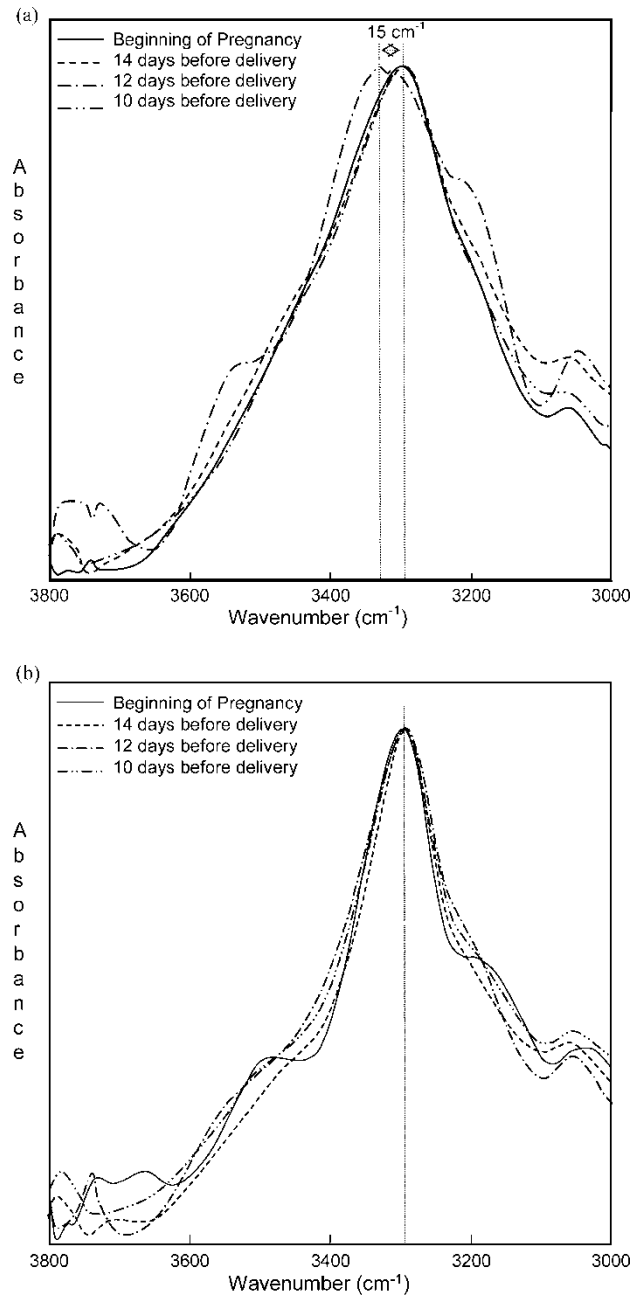 (a)
15 cm⁻¹
Beginning of Pregnancy
14 days before delivery
12 days before delivery
10 days before delivery
Absorbance
3800 3600 3400 3200 3000
Wavenumber (cm⁻¹)
(b)
Beginning of Pregnancy
14 days before delivery
12 days before delivery
10 days before delivery
Absorbance
3800 3600 3400 3200 3000
Wavenumber (cm⁻¹)